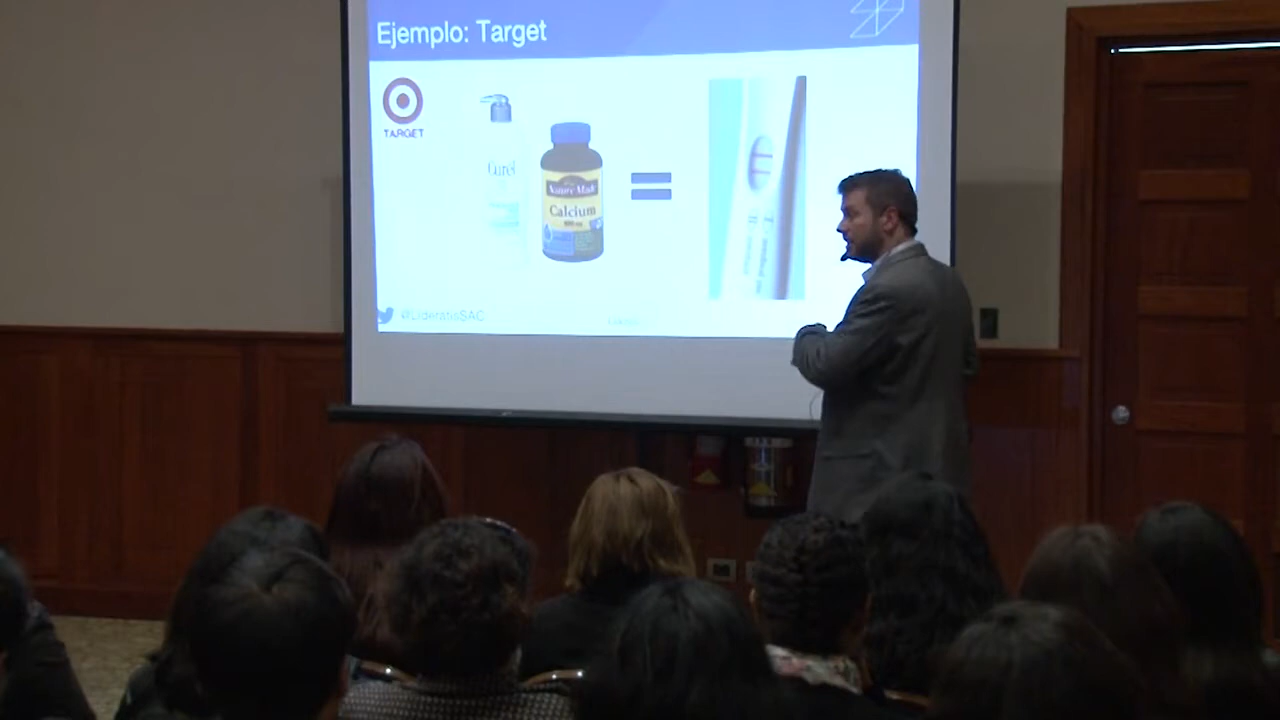 Ejemplo: Target
TARGET
Curel
Nature Made
Calcium
@LideratisSAC